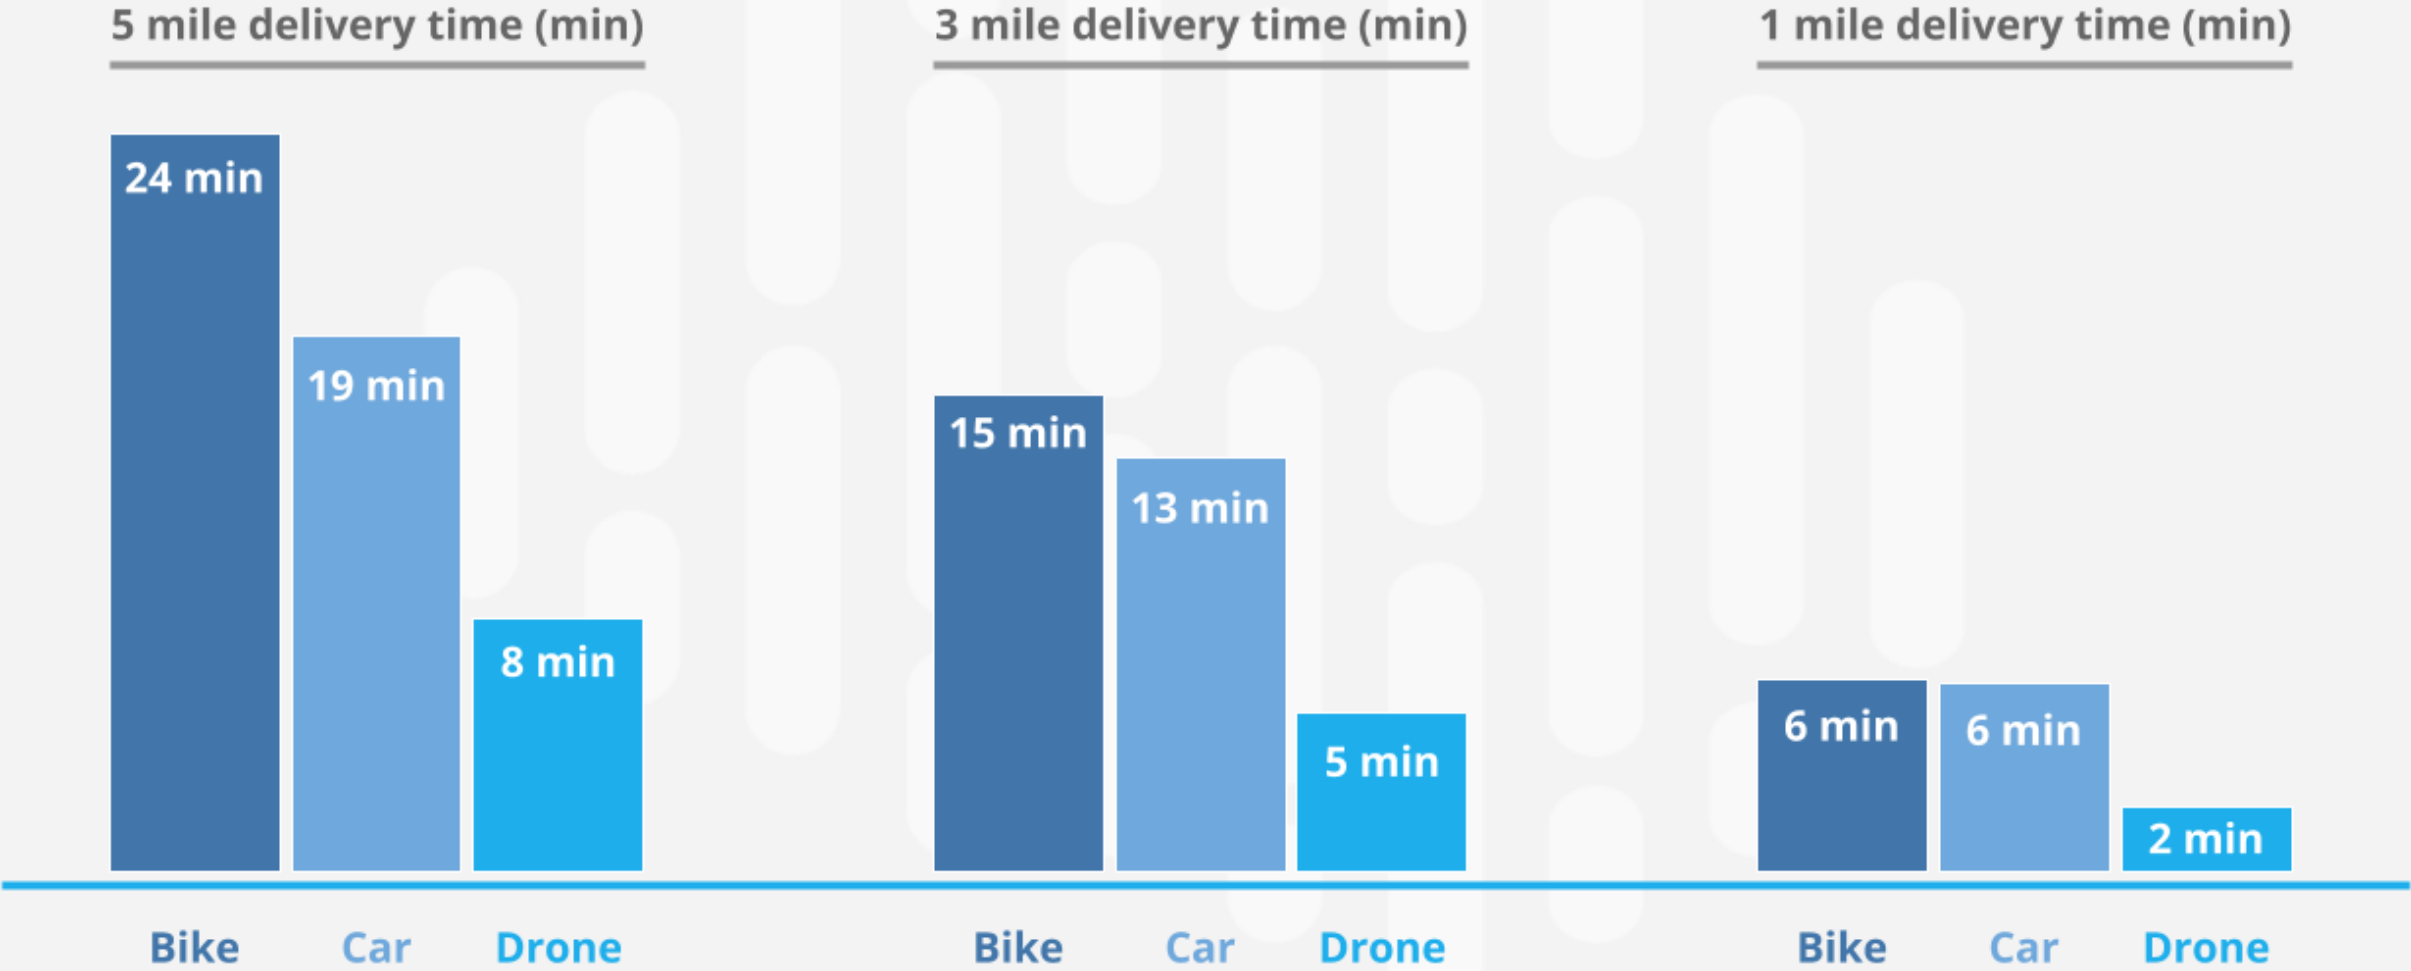 5 mile delivery time (min)
24 min
19 min
8 min
Bike
Car
Drone
3 mile delivery time (min)
15 min
13 min
5 min
Bike
Car
Drone
1 mile delivery time (min)
6 min
6 min
2 min
Bike
Car
Drone